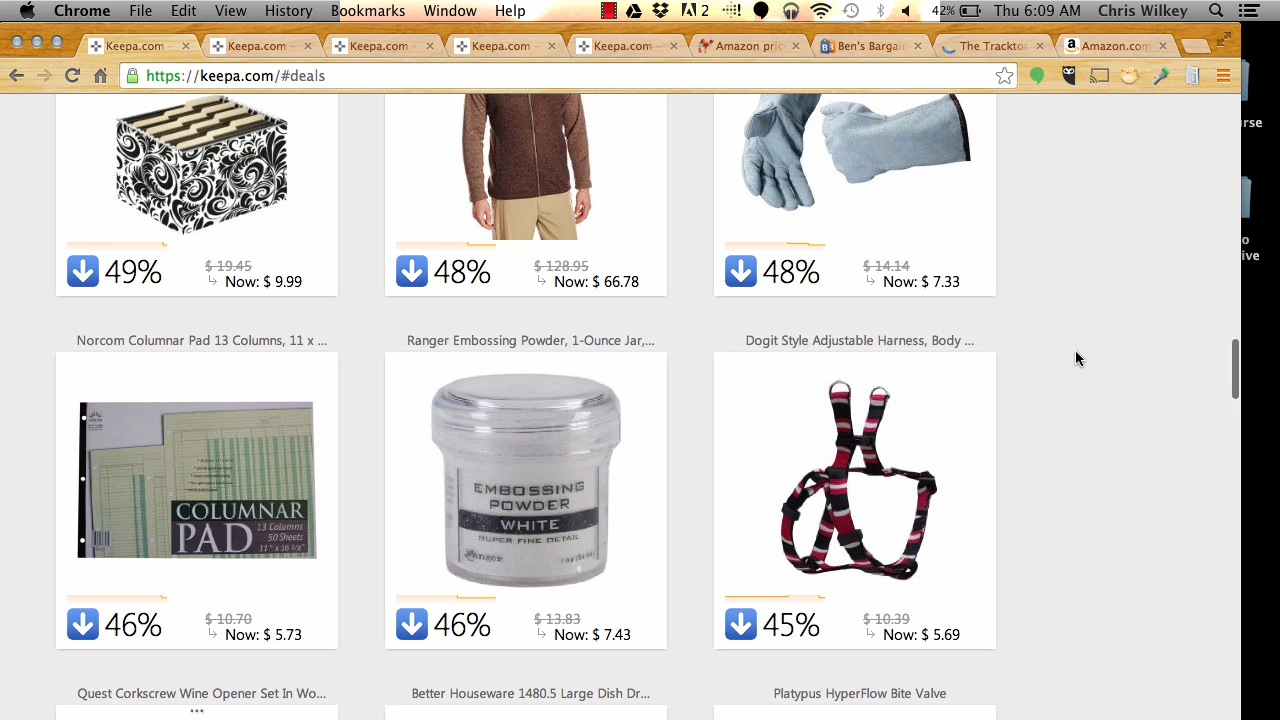 Chrome File Edit View History Bookmarks Window Help 2 42% Thu 6:09 AM Chris Wilkey
Keepa.com Keepa.com Keepa.com Keepa.com Keepa.com Amazon pric Ben's Bargai The Trackto Amazon.com
https://keepa.com/#deals
49% $ 19.45
Now: $ 9.99
48% $ 128.95
Now: $ 66.78
48% $ 14.14
Now: $ 7.33
urse
o
ive
Norcom Columnar Pad 13 Columns, 11 x ...
Ranger Embossing Powder, 1-Ounce Jar,...
Dogit Style Adjustable Harness, Body ...
COLUMNAR
PAD
13 Columns
50 Sheets
11" x 16 7/8"
EMBOSSING
POWDER
WHITE
SUPER FINE DETAIL
Ranger
46% $ 10.70
Now: $ 5.73
46% $ 13.83
Now: $ 7.43
45% $ 10.39
Now: $ 5.69
Quest Corkscrew Wine Opener Set In Wo...
Better Houseware 1480.5 Large Dish Dr...
Platypus HyperFlow Bite Valve
...